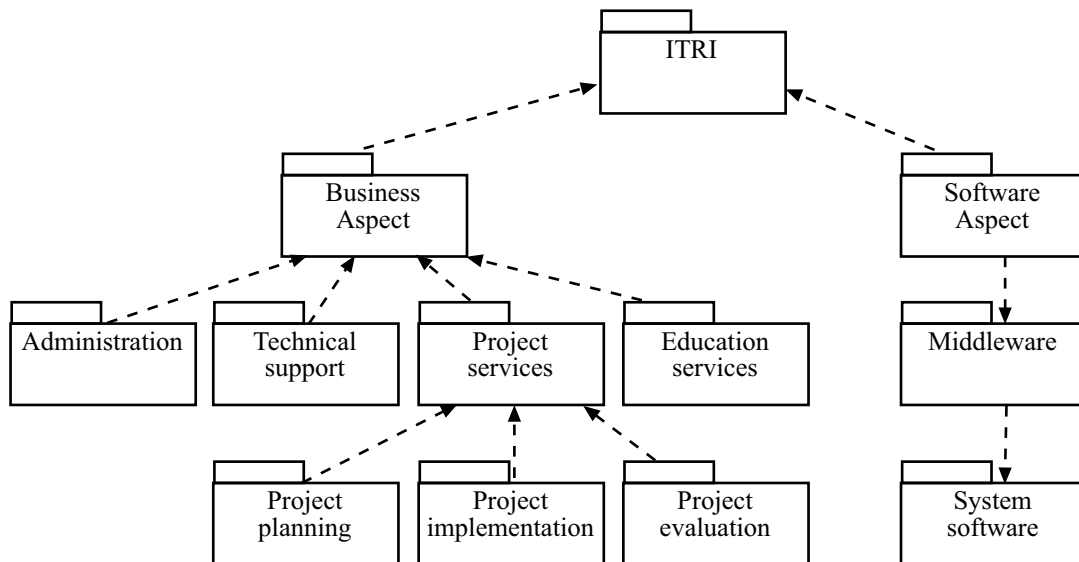 ITRI
Business
Aspect
Software
Aspect
Administration
Technical
support
Project
services
Education
services
Middleware
Project
planning
Project
implementation
Project
evaluation
System
software